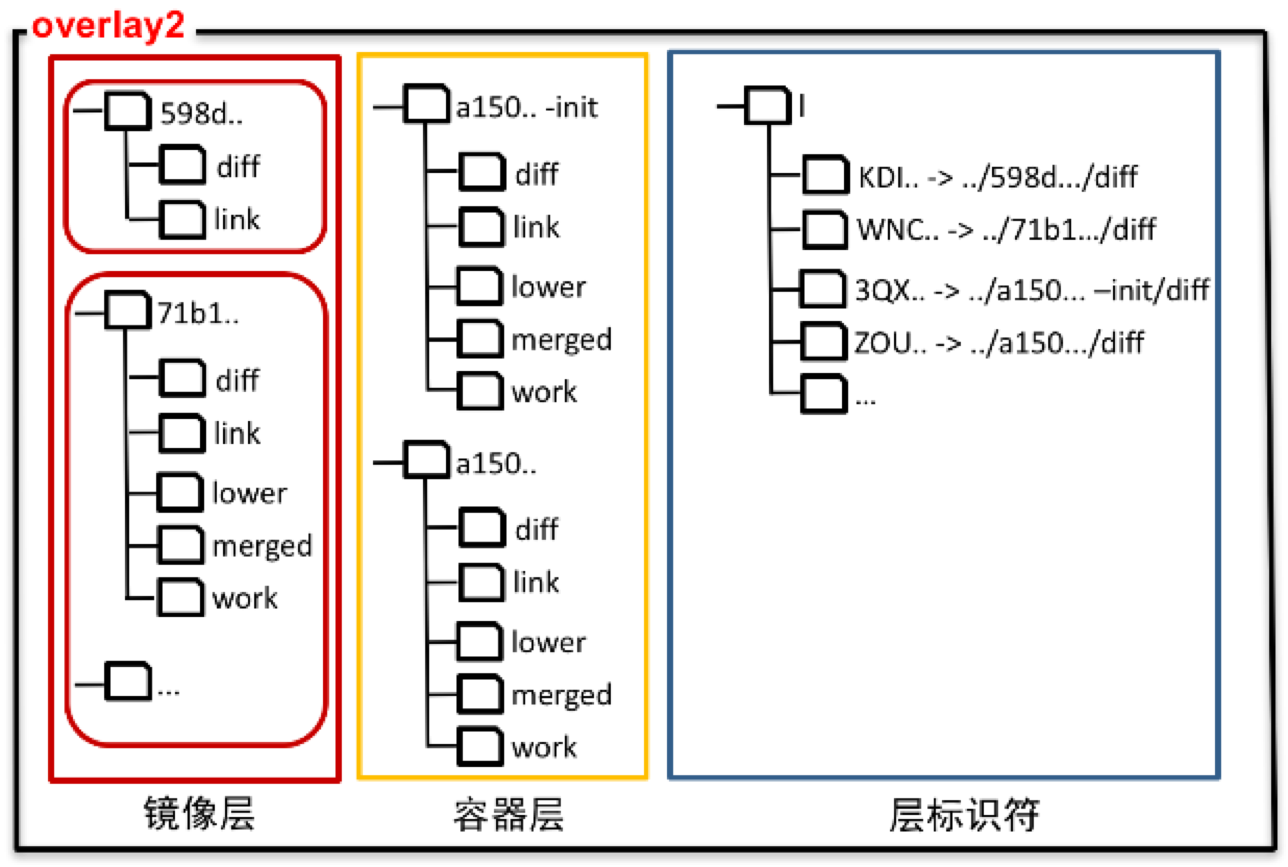 overlay2
598d..
diff
link
71b1..
diff
link
lower
merged
work
...
镜像层
a150.. -init
diff
link
lower
merged
work
a150..
diff
link
lower
merged
work
容器层
l
KDI.. -> ../598d.../diff
WNC.. -> ../71b1.../diff
3QX.. -> ../a150... –init/diff
ZOU.. -> ../a150.../diff
...
层标识符